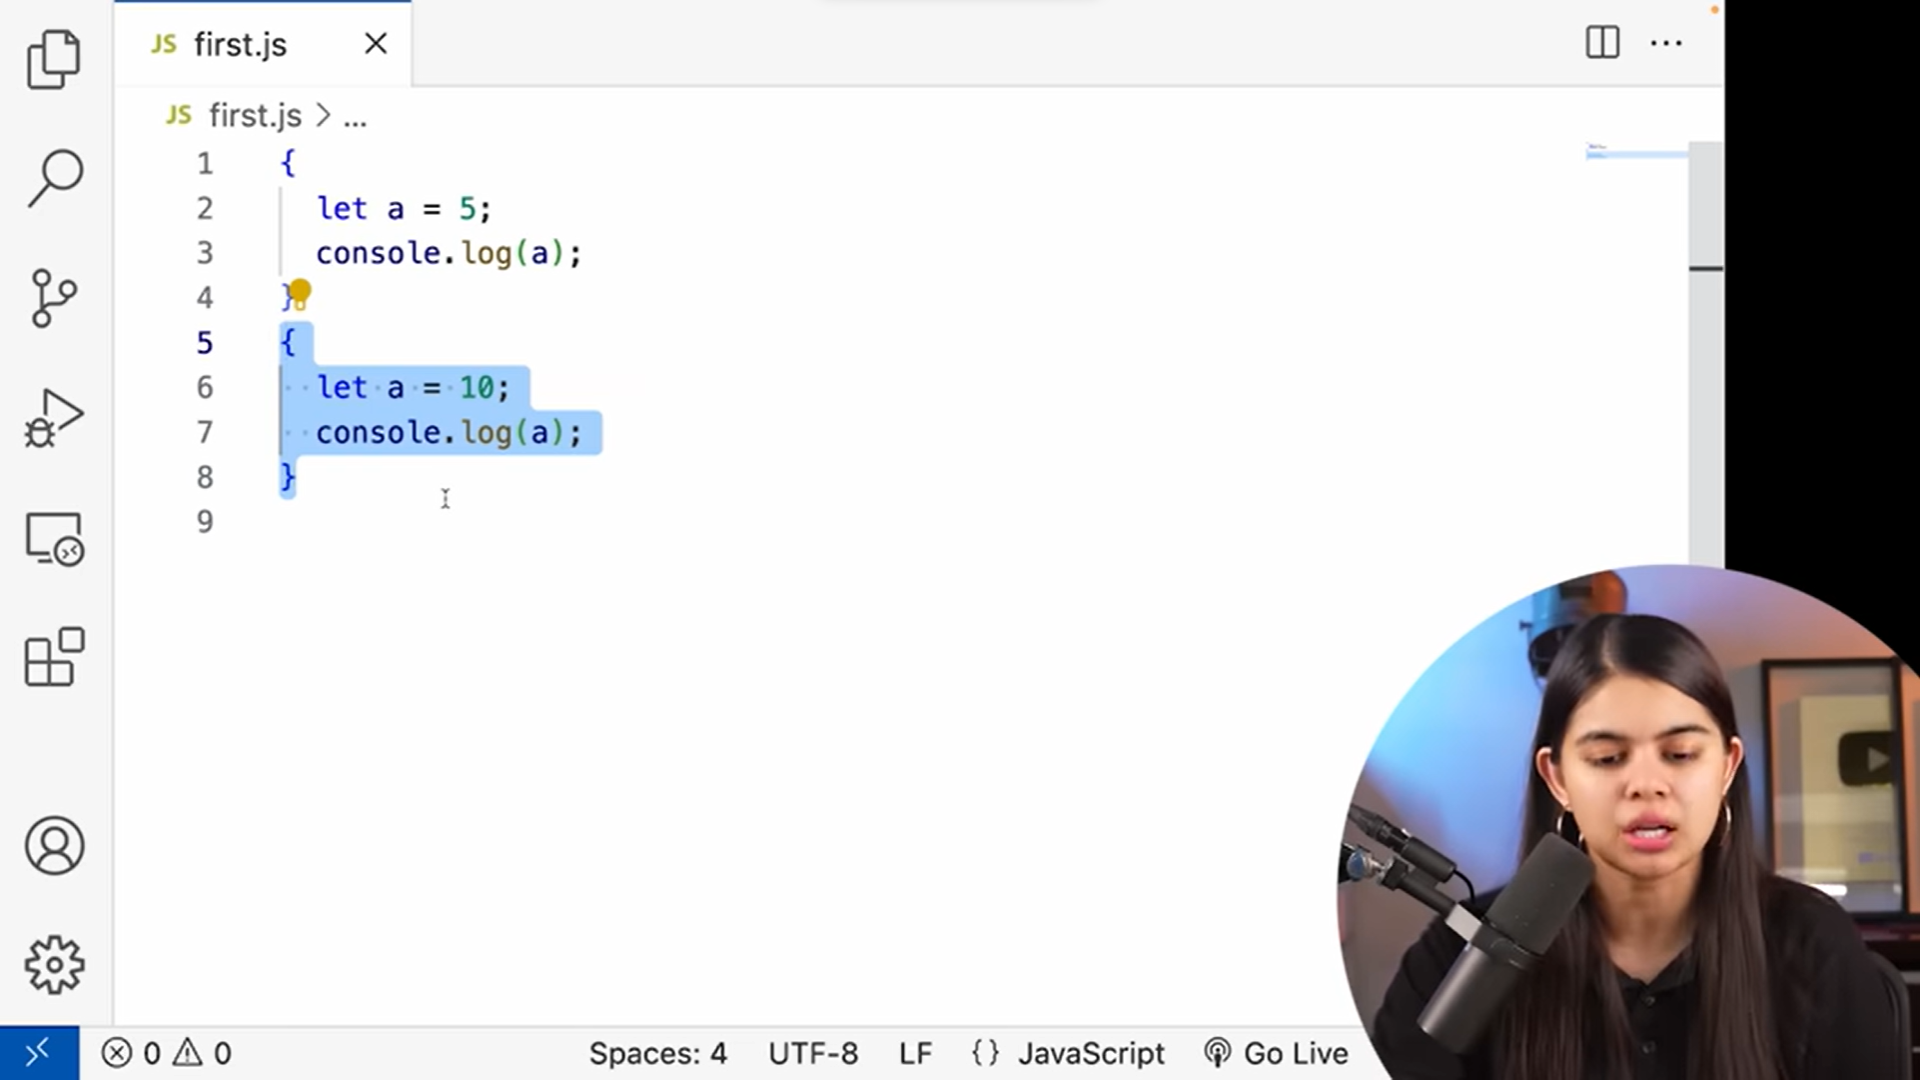 JS first.js
JS first.js > ...
1 {
2 let a = 5;
3 console.log(a);
4 }
5 {
6 let a = 10;
7 console.log(a);
8 }
9
0 0 Spaces: 4 UTF-8 LF {} JavaScript Go Live